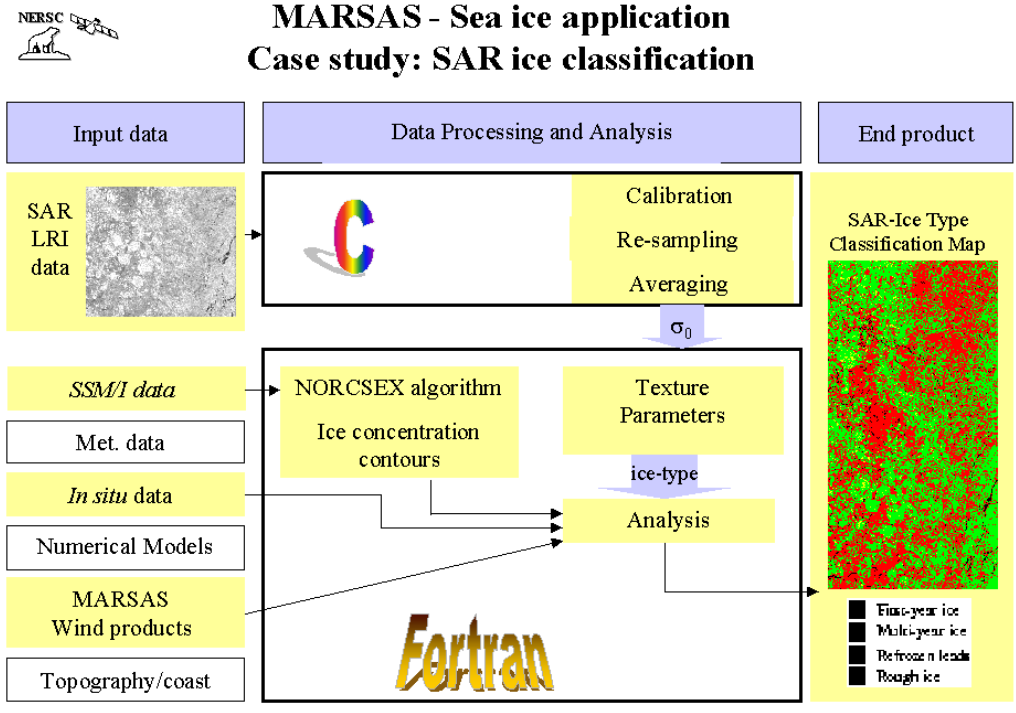 NERSC
MARSAS - Sea ice application
Case study: SAR ice classification
Input data
Data Processing and Analysis
End product
SAR
LRI
data
C
Calibration
Re-sampling
Averaging
σ0
SSM/I data
Met. data
In situ data
Numerical Models
MARSAS
Wind products
Topography/coast
NORCSEX algorithm
Ice concentration
contours
Texture
Parameters
ice-type
Analysis
Fortran
SAR-Ice Type
Classification Map
First-year ice
Multi-year ice
Refrozen leads
Rough ice